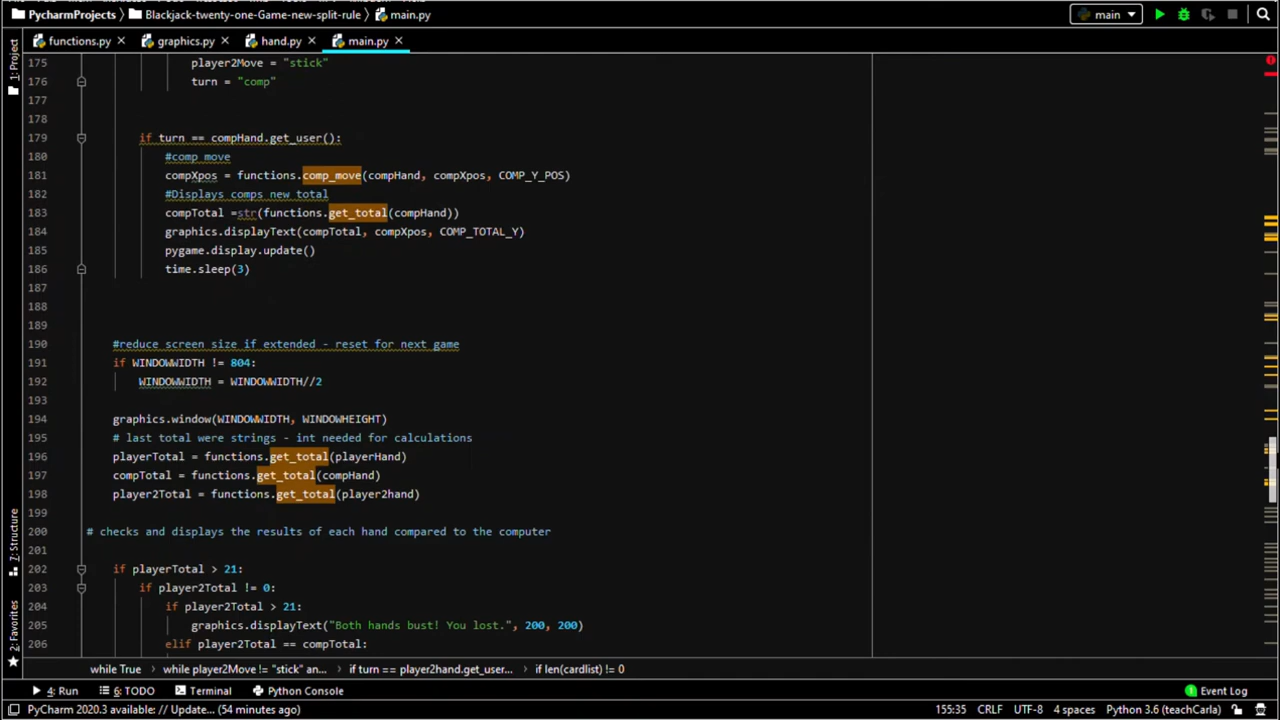 PycharmProjects
Blackjack-twenty-one-Game-new-split-rule
main.py
main
functions.py
graphics.py
hand.py
main.py
1: Project
175 player2Move = "stick"
176 turn = "comp"
177
178
179 if turn == compHand.get_user():
180 #comp move
181 compXpos = functions.comp_move(compHand, compXpos, COMP_Y_POS)
182 #Displays comps new total
183 compTotal =str(functions.get_total(compHand))
184 graphics.displayText(compTotal, compXpos, COMP_TOTAL_Y)
185 pygame.display.update()
186 time.sleep(3)
187
188
189
190 #reduce screen size if extended - reset for next game
191 if WINDOWWIDTH != 804:
192 WINDOWWIDTH = WINDOWWIDTH//2
193
194 graphics.window(WINDOWWIDTH, WINDOWHEIGHT)
195 # last total were strings - int needed for calculations
196 playerTotal = functions.get_total(playerHand)
197 compTotal = functions.get_total(compHand)
198 player2Total = functions.get_total(player2hand)
199
200 # checks and displays the results of each hand compared to the computer
201
202 if playerTotal > 21:
203 if player2Total != 0:
204 if player2Total > 21:
205 graphics.displayText("Both hands bust! You lost.", 200, 200)
206 elif player2Total == compTotal:
7: Structure
2: Favorites
while True
while player2Move != "stick" an...
if turn == player2hand.get_user...
if len(cardlist) != 0
4: Run
6: TODO
Terminal
Python Console
1 Event Log
PyCharm 2020.3 available: // Update... (54 minutes ago)
155:35
CRLF
UTF-8
4 spaces
Python 3.6 (teachCarla)